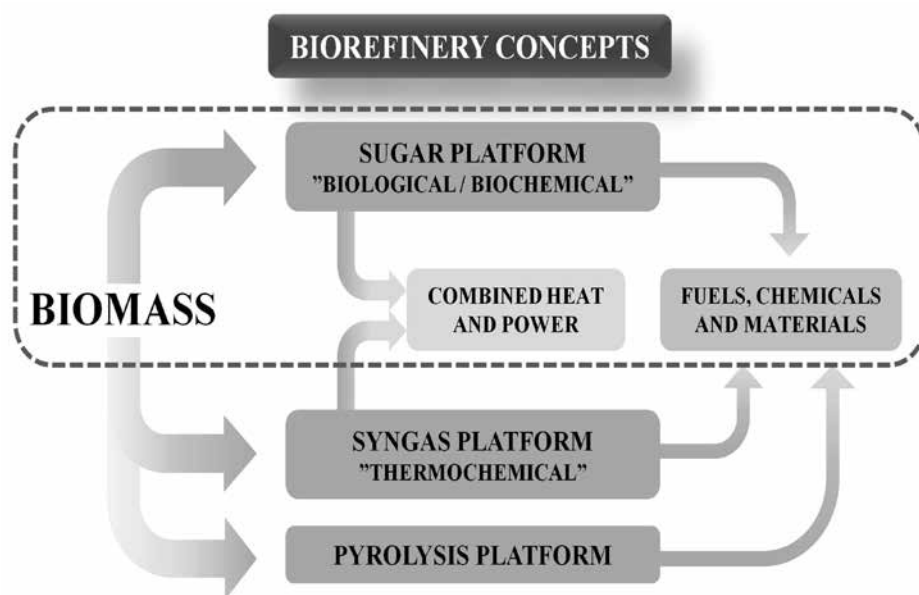 BIOREFINERY CONCEPTS
SUGAR PLATFORM
”BIOLOGICAL / BIOCHEMICAL”
BIOMASS
COMBINED HEAT
AND POWER
FUELS, CHEMICALS
AND MATERIALS
SYNGAS PLATFORM
”THERMOCHEMICAL”
PYROLYSIS PLATFORM